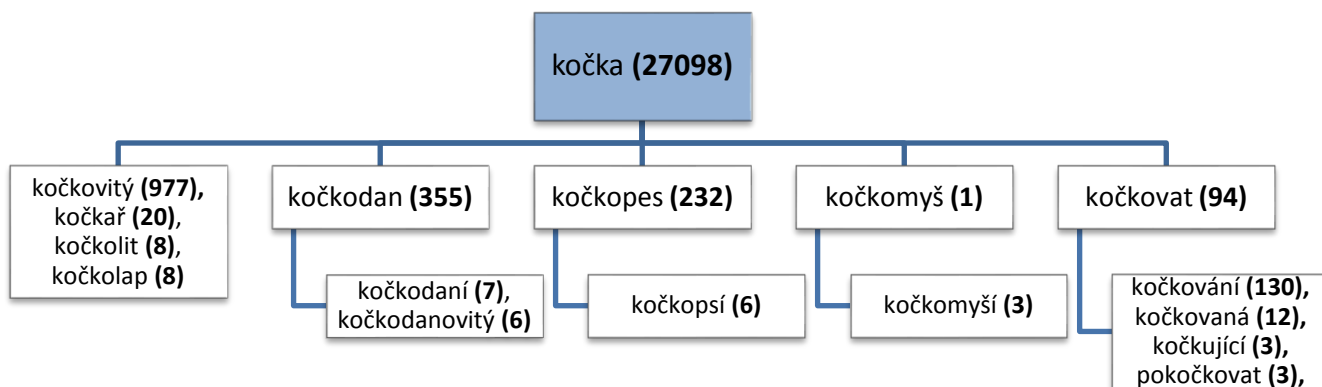 kočka (27098)
kočkovitý (977),
kočkař (20),
kočkolit (8),
kočkolap (8)
kočkodan (355)
kočkopes (232)
kočkomyš (1)
kočkovat (94)
kočkodaní (7),
kočkodanovitý (6)
kočkopsí (6)
kočkomyší (3)
kočkování (130),
kočkovaná (12),
kočkující (3),
pokočkovat (3),